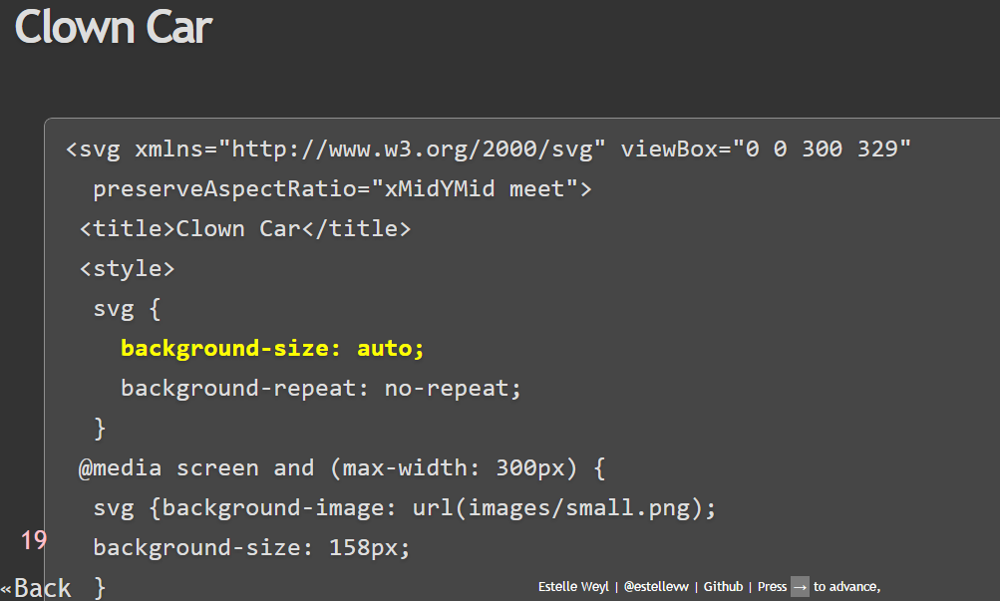 Clown Car
<svg xmlns="http://www.w3.org/2000/svg" viewBox="0 0 300 329"
preserveAspectRatio="xMidYMid meet">
<title>Clown Car</title>
<style>
svg {
background-size: auto;
background-repeat: no-repeat;
}
@media screen and (max-width: 300px) {
svg {background-image: url(images/small.png);
background-size: 158px;
}
19
«Back
Estelle Weyl | @estellevw | Github | Press → to advance,